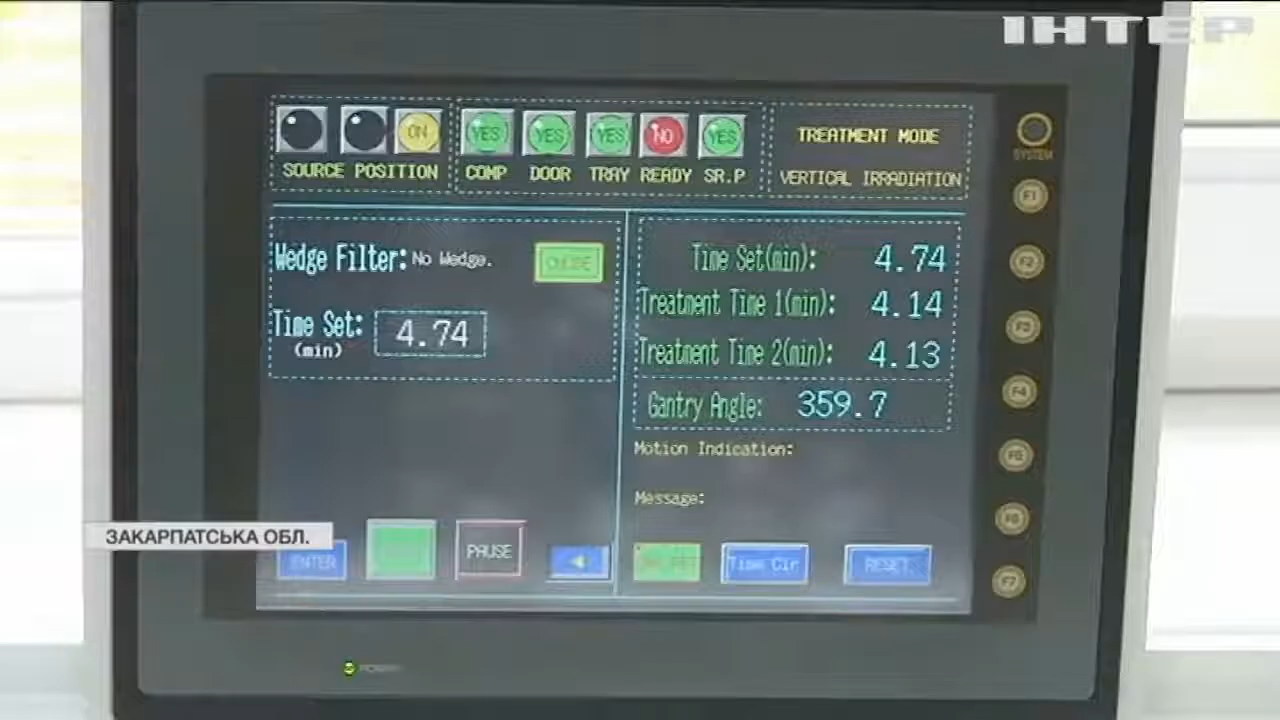 ІНТЕР
ON YES YES YES NO YES
SOURCE POSITION COMP DOOR TRAY READY SR.P
TREATMENT MODE
VERTICAL IRRADIATION
SYSTEM
F1
F2
F3
F4
F5
F6
F7
Wedge Filter: No Wedge.
Time Set: 4.74
(min)
Time Set(min): 4.74
Treatment Time 1(min): 4.14
Treatment Time 2(min): 4.13
Gantry Angle: 359.7
Motion Indication:
Message:
ЗАКАРПАТСЬКА ОБЛ.
ENTER PAUSE Time Clr RESET
POWER